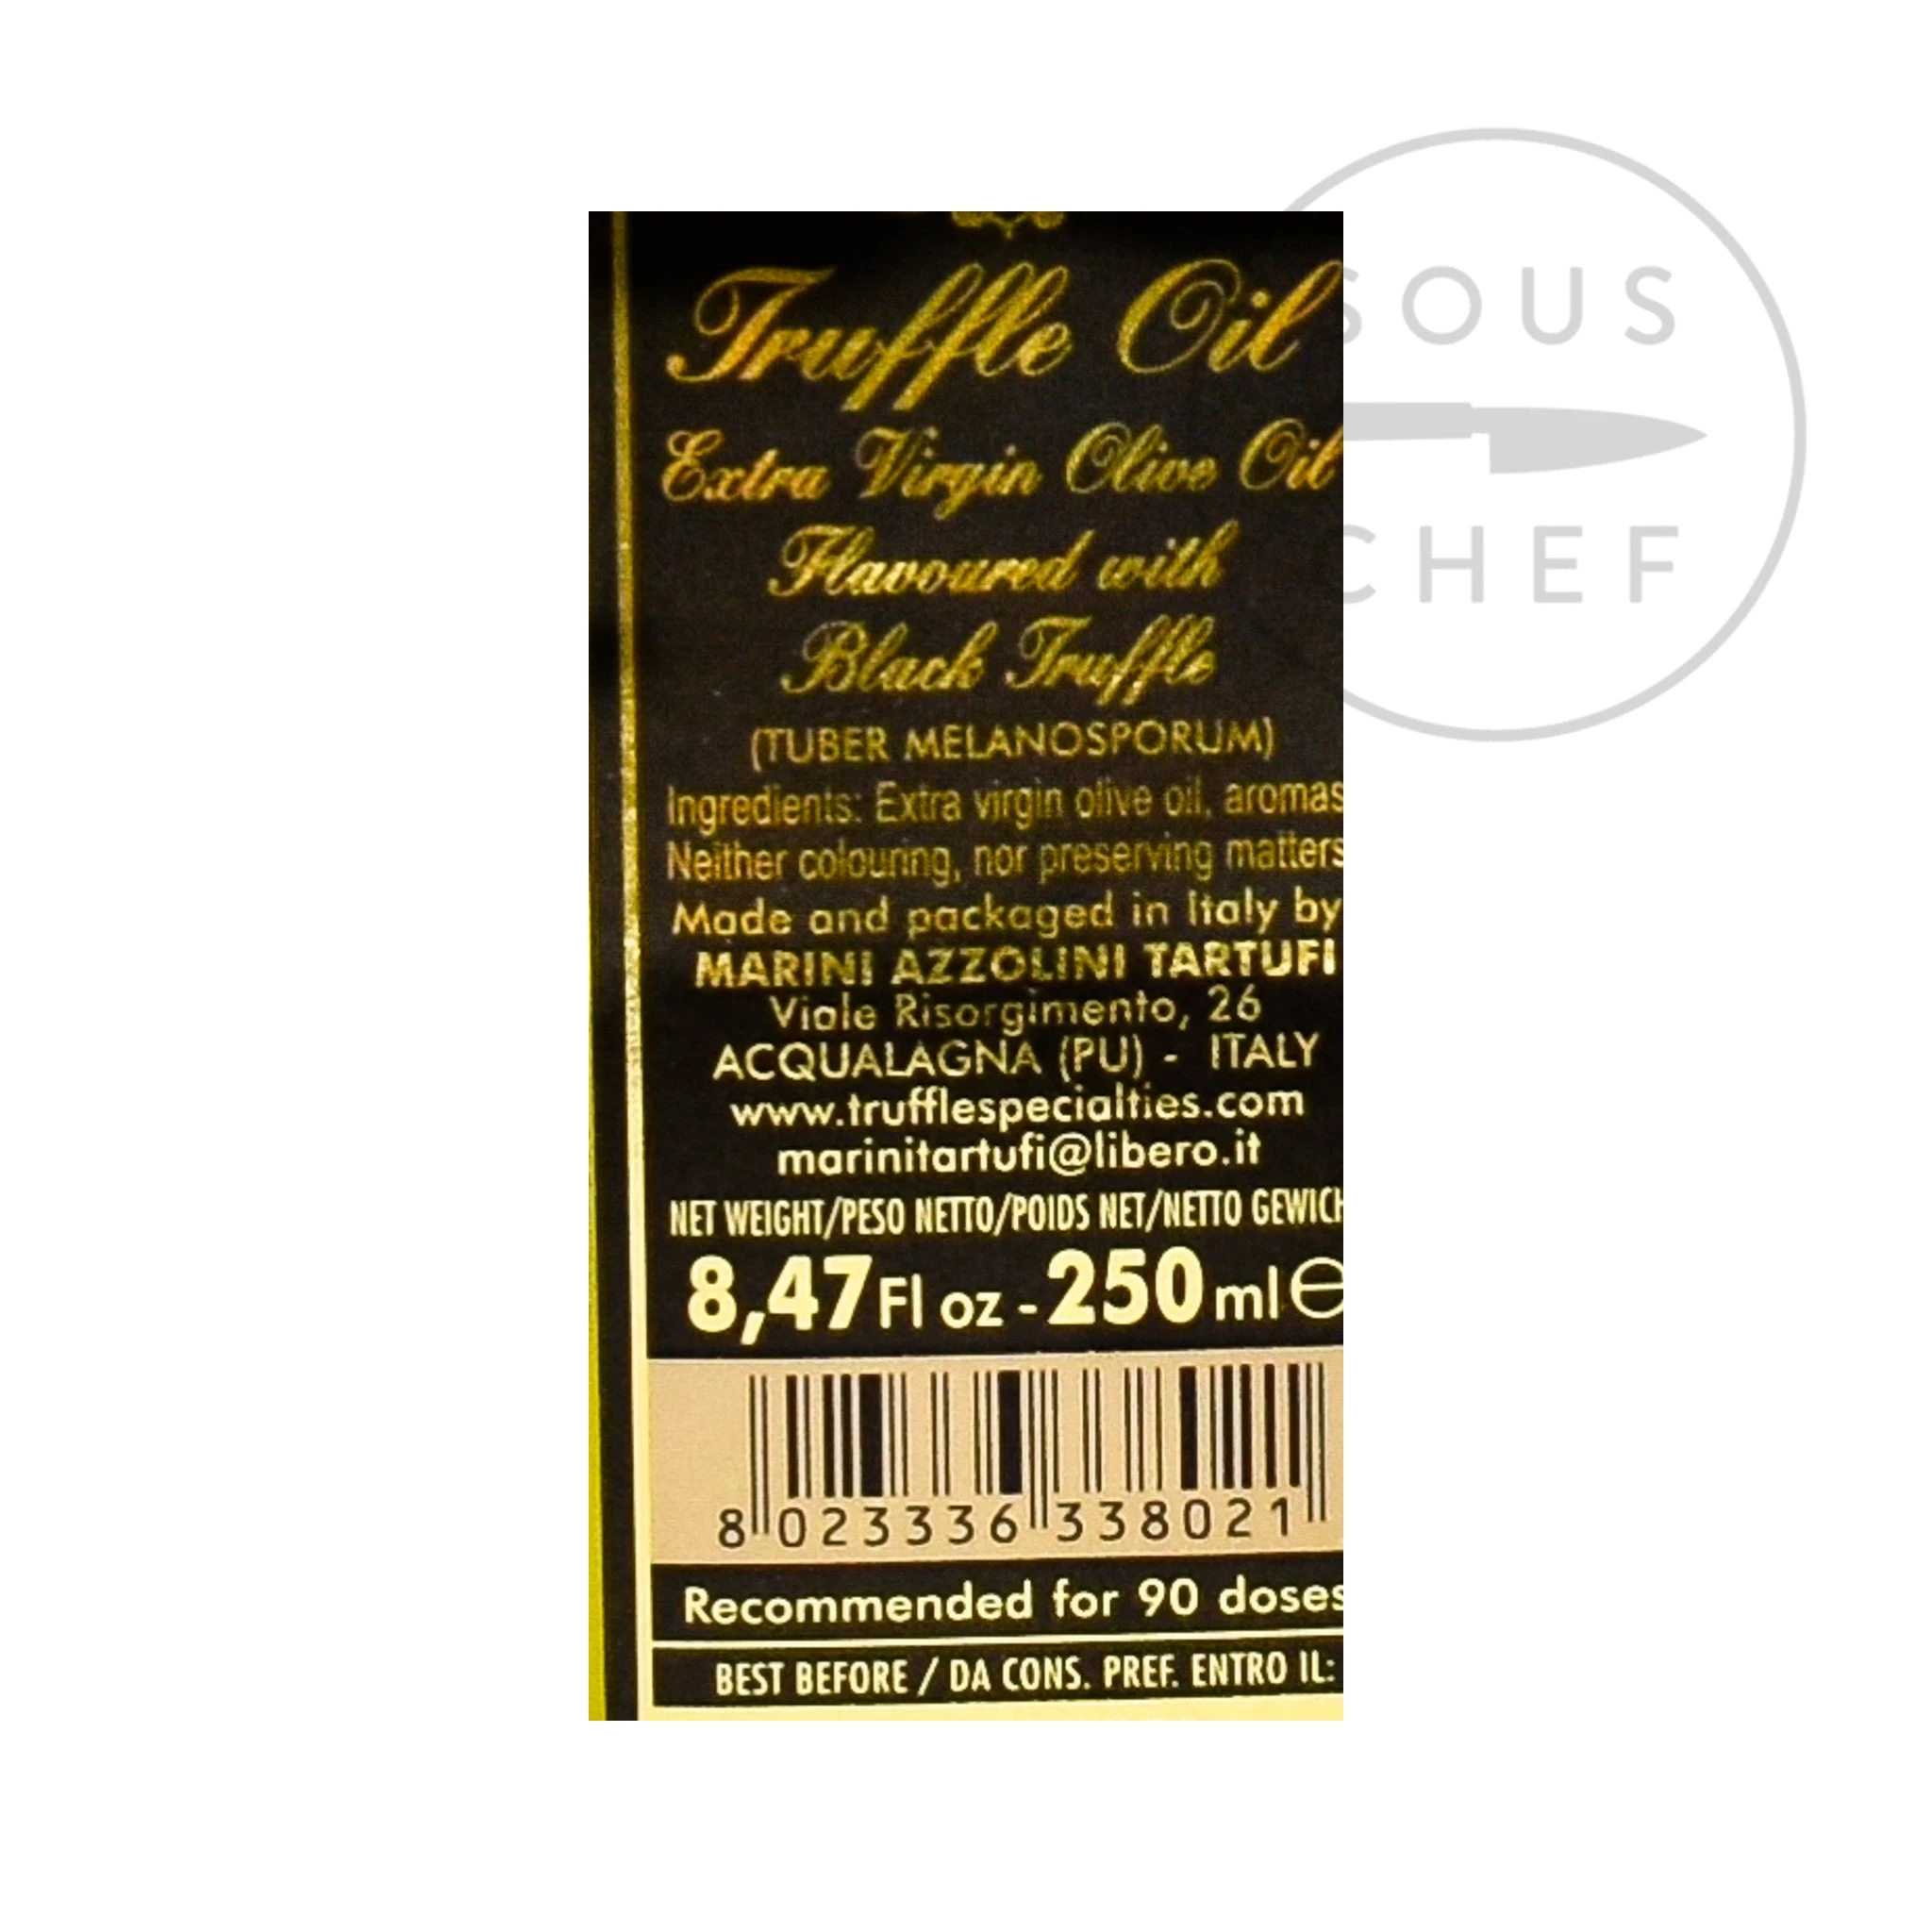 SOUS
CHEF
Truffle Oil
Extra Virgin Olive Oil
Flavoured with
Black Truffle
(TUBER MELANOSPORUM)
Ingredients: Extra virgin olive oil, aromas
Neither colouring, nor preserving matters
Made and packaged in Italy by
MARINI AZZOLINI TARTUFI
Viale Risorgimento, 26
ACQUALAGNA (PU) - ITALY
www.trufflespecialties.com
marinitartufi@libero.it
NET WEIGHT/PESO NETTO/POIDS NET/NETTO GEWICH
8,47 Fl oz - 250 ml ℮
8 023336 338021
Recommended for 90 doses
BEST BEFORE / DA CONS. PREF. ENTRO IL: